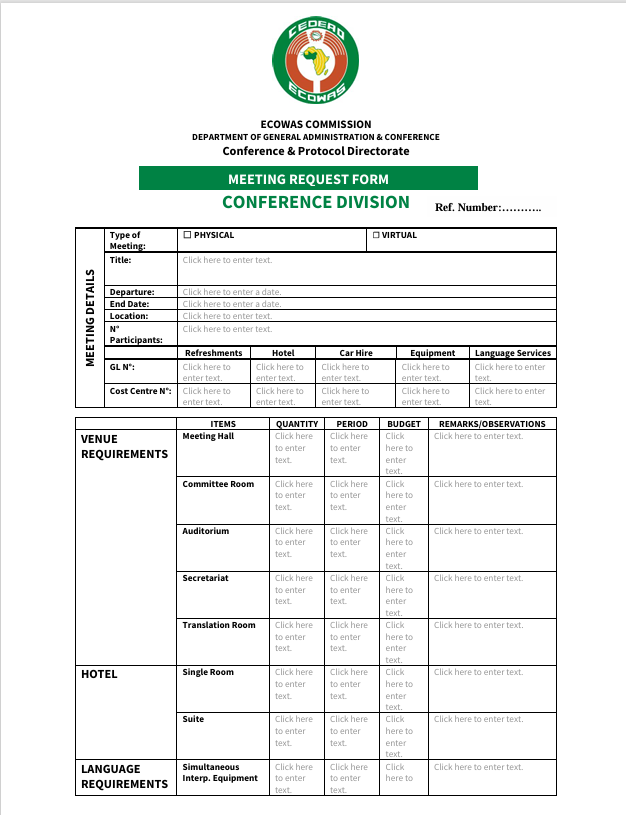 CEDEAO
ECOWAS
ECOWAS COMMISSION
DEPARTMENT OF GENERAL ADMINISTRATION & CONFERENCE
Conference & Protocol Directorate
MEETING REQUEST FORM
CONFERENCE DIVISION
Ref. Number:………..
MEETING DETAILS
Type of
Meeting:
☐ PHYSICAL
☐ VIRTUAL
Title:
Click here to enter text.
Departure:
Click here to enter a date.
End Date:
Click here to enter a date.
Location:
Click here to enter text.
N°
Participants:
Click here to enter text.
Refreshments
Hotel
Car Hire
Equipment
Language Services
GL N°:
Click here to
enter text.
Click here to
enter text.
Click here to
enter text.
Click here to
enter text.
Click here to enter
text.
Cost Centre N°:
Click here to
enter text.
Click here to
enter text.
Click here to
enter text.
Click here to
enter text.
Click here to enter
text.
ITEMS
QUANTITY
PERIOD
BUDGET
REMARKS/OBSERVATIONS
VENUE
REQUIREMENTS
Meeting Hall
Click here
to enter
text.
Click here
to enter
text.
Click
here to
enter
text.
Click here to enter text.
Committee Room
Click here
to enter
text.
Click here
to enter
text.
Click
here to
enter
text.
Click here to enter text.
Auditorium
Click here
to enter
text.
Click here
to enter
text.
Click
here to
enter
text.
Click here to enter text.
Secretariat
Click here
to enter
text.
Click here
to enter
text.
Click
here to
enter
text.
Click here to enter text.
Translation Room
Click here
to enter
text.
Click here
to enter
text.
Click
here to
enter
text.
Click here to enter text.
HOTEL
Single Room
Click here
to enter
text.
Click here
to enter
text.
Click
here to
enter
text.
Click here to enter text.
Suite
Click here
to enter
text.
Click here
to enter
text.
Click
here to
enter
text.
Click here to enter text.
LANGUAGE
REQUIREMENTS
Simultaneous
Interp. Equipment
Click here
to enter
text.
Click here
to enter
text.
Click
here to
Click here to enter text.